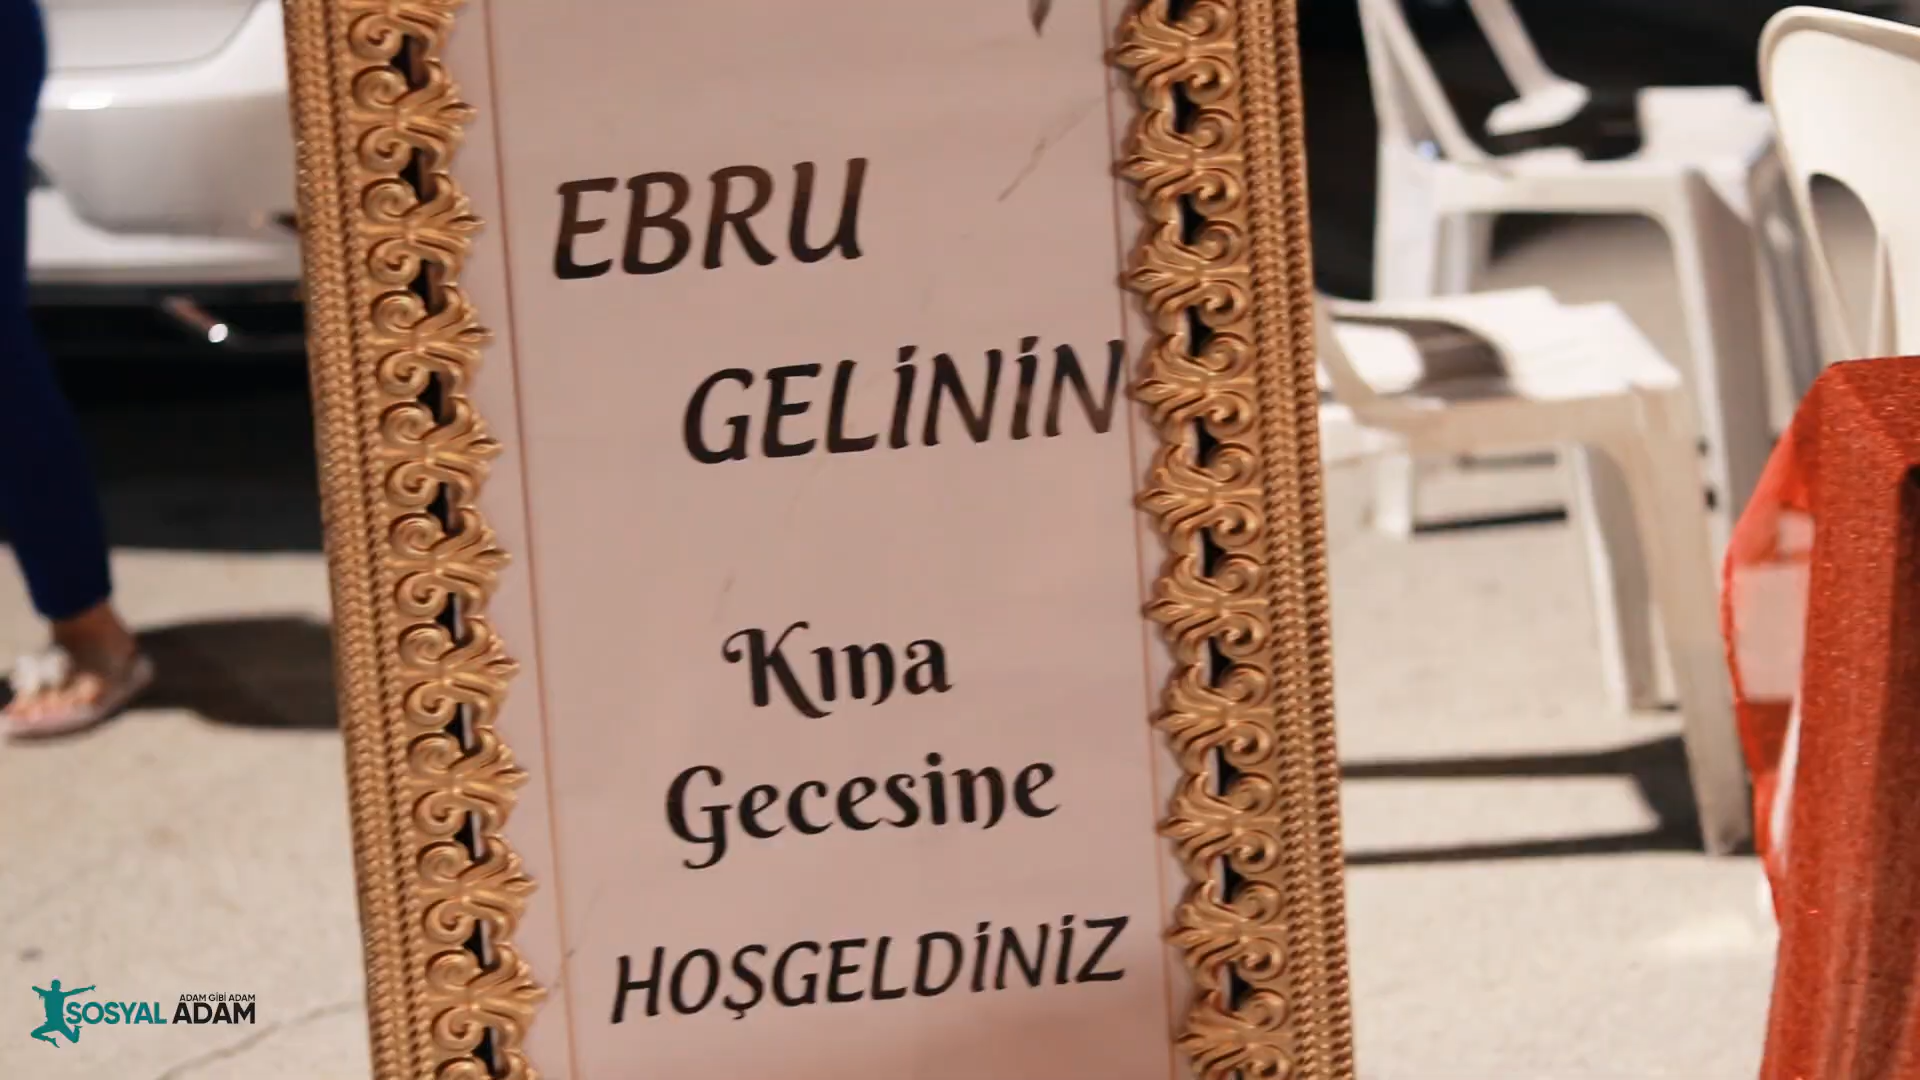 EBRU
GELİNİN
Kına
Gecesine
HOŞGELDİNİZ
ADAM GİBİ ADAM
SOSYAL ADAM